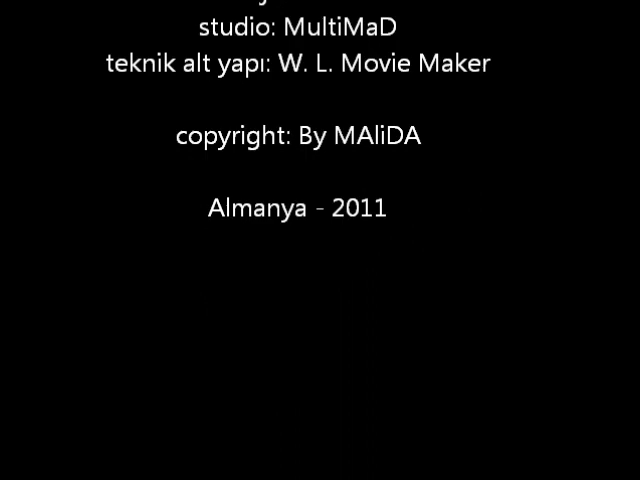 studio: MultiMaD
teknik alt yapı: W. L. Movie Maker
copyright: By MAliDA
Almanya - 2011